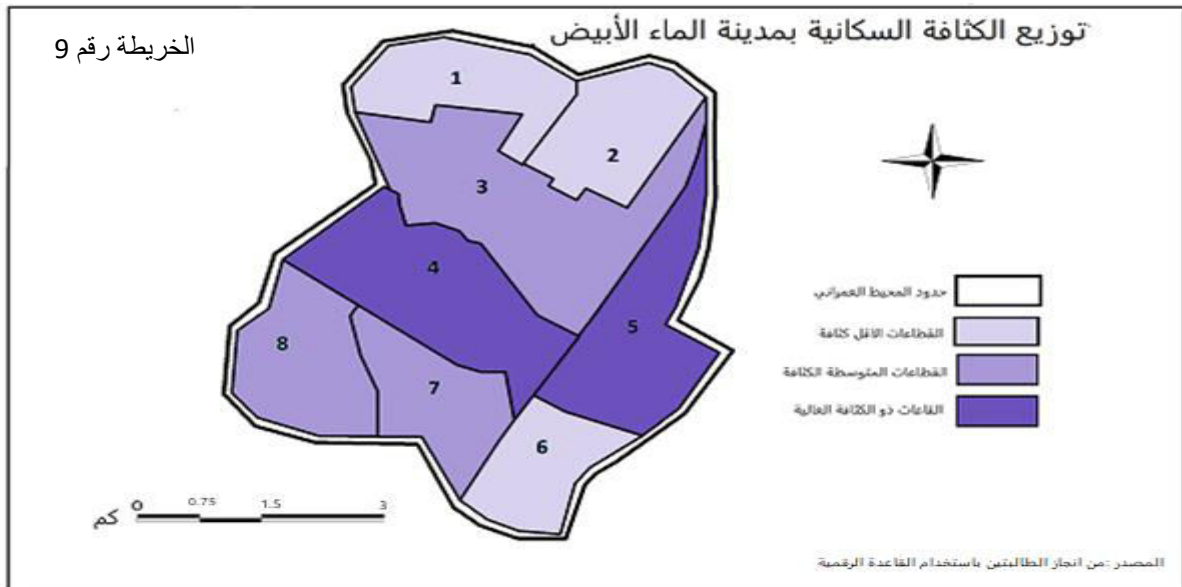 توزيع الكثافة السكانية بمدينة الماء الأبيض
الخريطة رقم 9
1
2
3
4
5
6
7
8
حدود المحيط العمراني
القطاعات الاقل كثافة
القطاعات المتوسطة الكثافة
القاعات ذو الكثافة العالية
0 0.75 1.5 3
كم
المصدر :من انجاز الطالبتين باستخدام القاعدة الرقمية